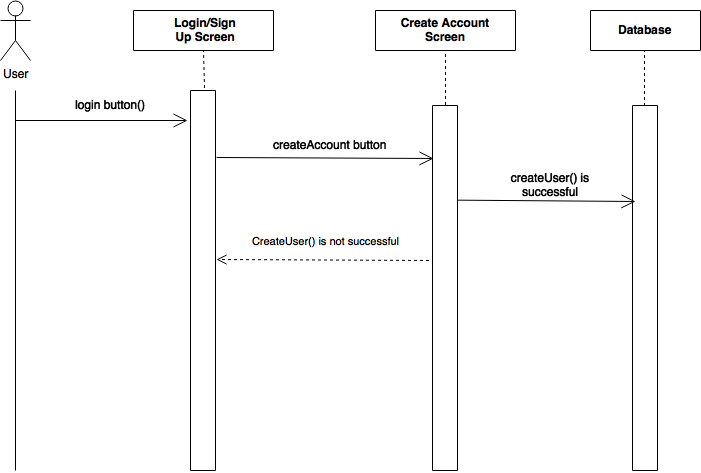 Login/Sign
Up Screen
Create Account
Screen
Database
User
login button()
createAccount button
createUser() is
successful
CreateUser() is not successful